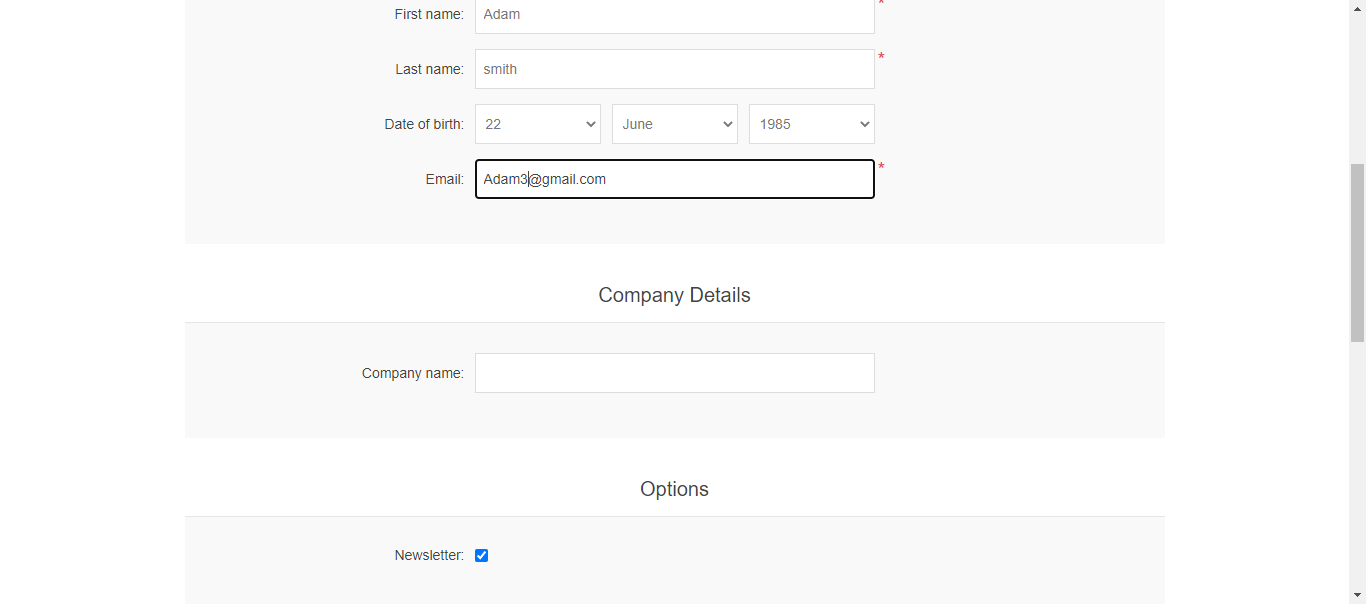 First name: Adam *
Last name: smith *
Date of birth: 22 June 1985
Email: Adam3@gmail.com *
Company Details
Company name:
Options
Newsletter: